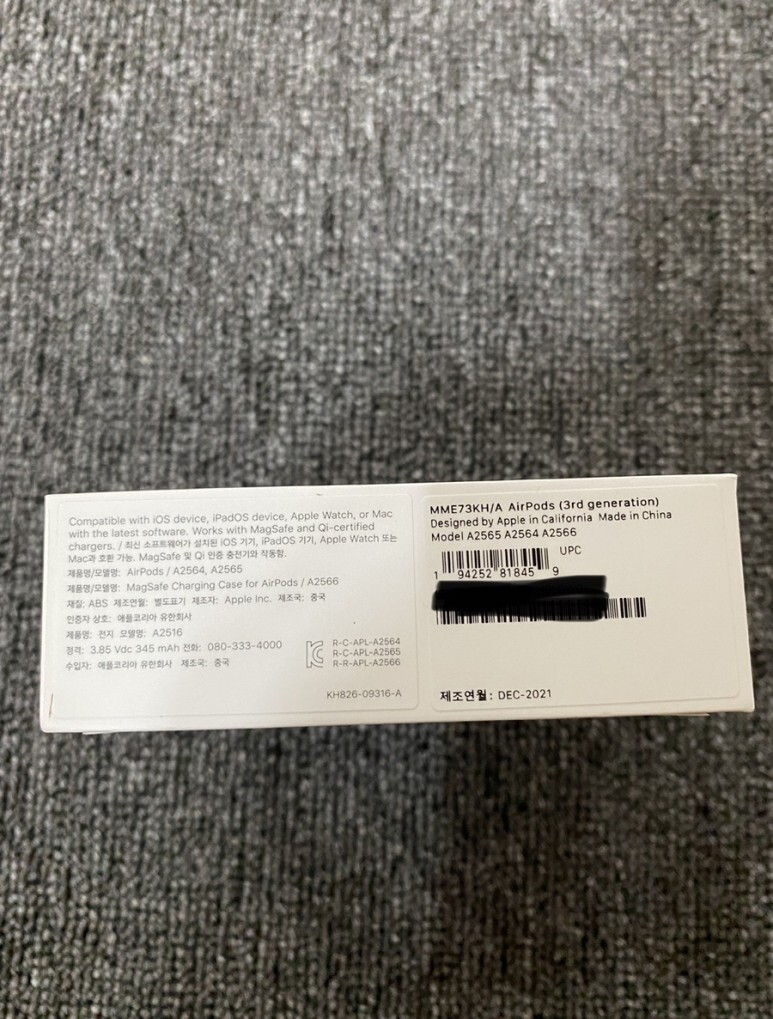 Compatible with iOS device, iPadOS device, Apple Watch, or Mac
with the latest software. Works with MagSafe and Qi-certified
chargers. / 최신 소프트웨어가 설치된 iOS 기기, iPadOS 기기, Apple Watch 또는
Mac과 호환 가능. MagSafe 및 Qi 인증 충전기와 작동함.
제품명/모델명: AirPods / A2564, A2565
제품명/모델명: MagSafe Charging Case for AirPods / A2566
재질: ABS 제조연월: 별도표기 제조자: Apple Inc. 제조국: 중국
인증자 상호: 애플코리아 유한회사
제품명: 전지 모델명: A2516
정격: 3.85 Vdc 345 mAh 전화: 080-333-4000
수입자: 애플코리아 유한회사 제조국: 중국
R-C-APL-A2564
R-C-APL-A2565
R-R-APL-A2566
KH826-09316-A
MME73KH/A AirPods (3rd generation)
Designed by Apple in California Made in China
Model A2565 A2564 A2566
UPC
1 94252 81845 9
제조연월: DEC-2021